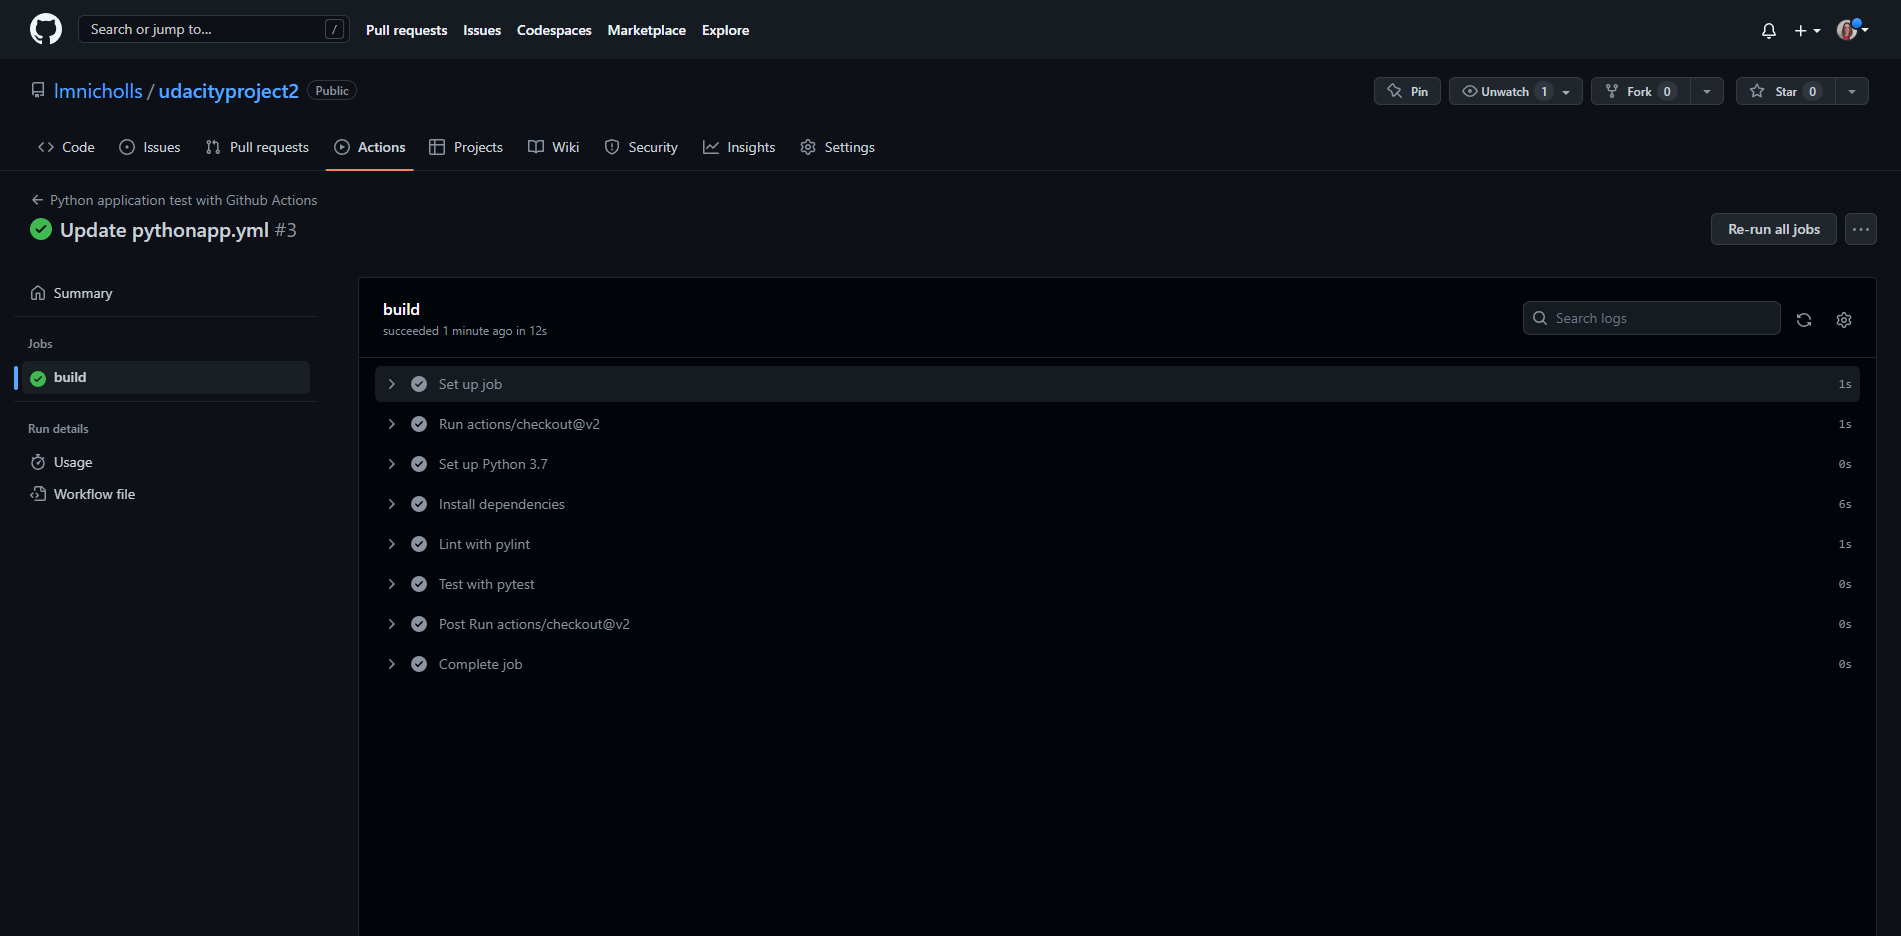 Search or jump to... /
Pull requests Issues Codespaces Marketplace Explore
lmnicholls / udacityproject2 Public
Pin Unwatch 1 Fork 0 Star 0
Code Issues Pull requests Actions Projects Wiki Security Insights Settings
Python application test with Github Actions
Update pythonapp.yml #3
Re-run all jobs
Summary
Jobs
build
Run details
Usage
Workflow file
build
succeeded 1 minute ago in 12s
Search logs
Set up job 1s
Run actions/checkout@v2 1s
Set up Python 3.7 0s
Install dependencies 6s
Lint with pylint 1s
Test with pytest 0s
Post Run actions/checkout@v2 0s
Complete job 0s